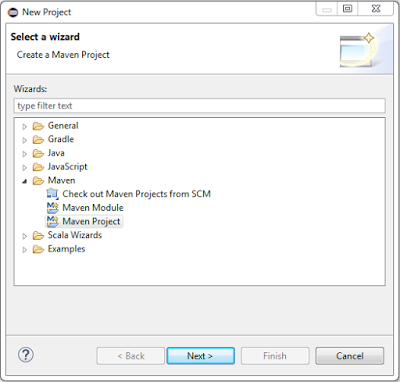 New Project
Select a wizard
Create a Maven Project
Wizards:
type filter text
General
Gradle
Java
JavaScript
Maven
Check out Maven Projects from SCM
Maven Module
Maven Project
Scala Wizards
Examples
?
< Back
Next >
Finish
Cancel